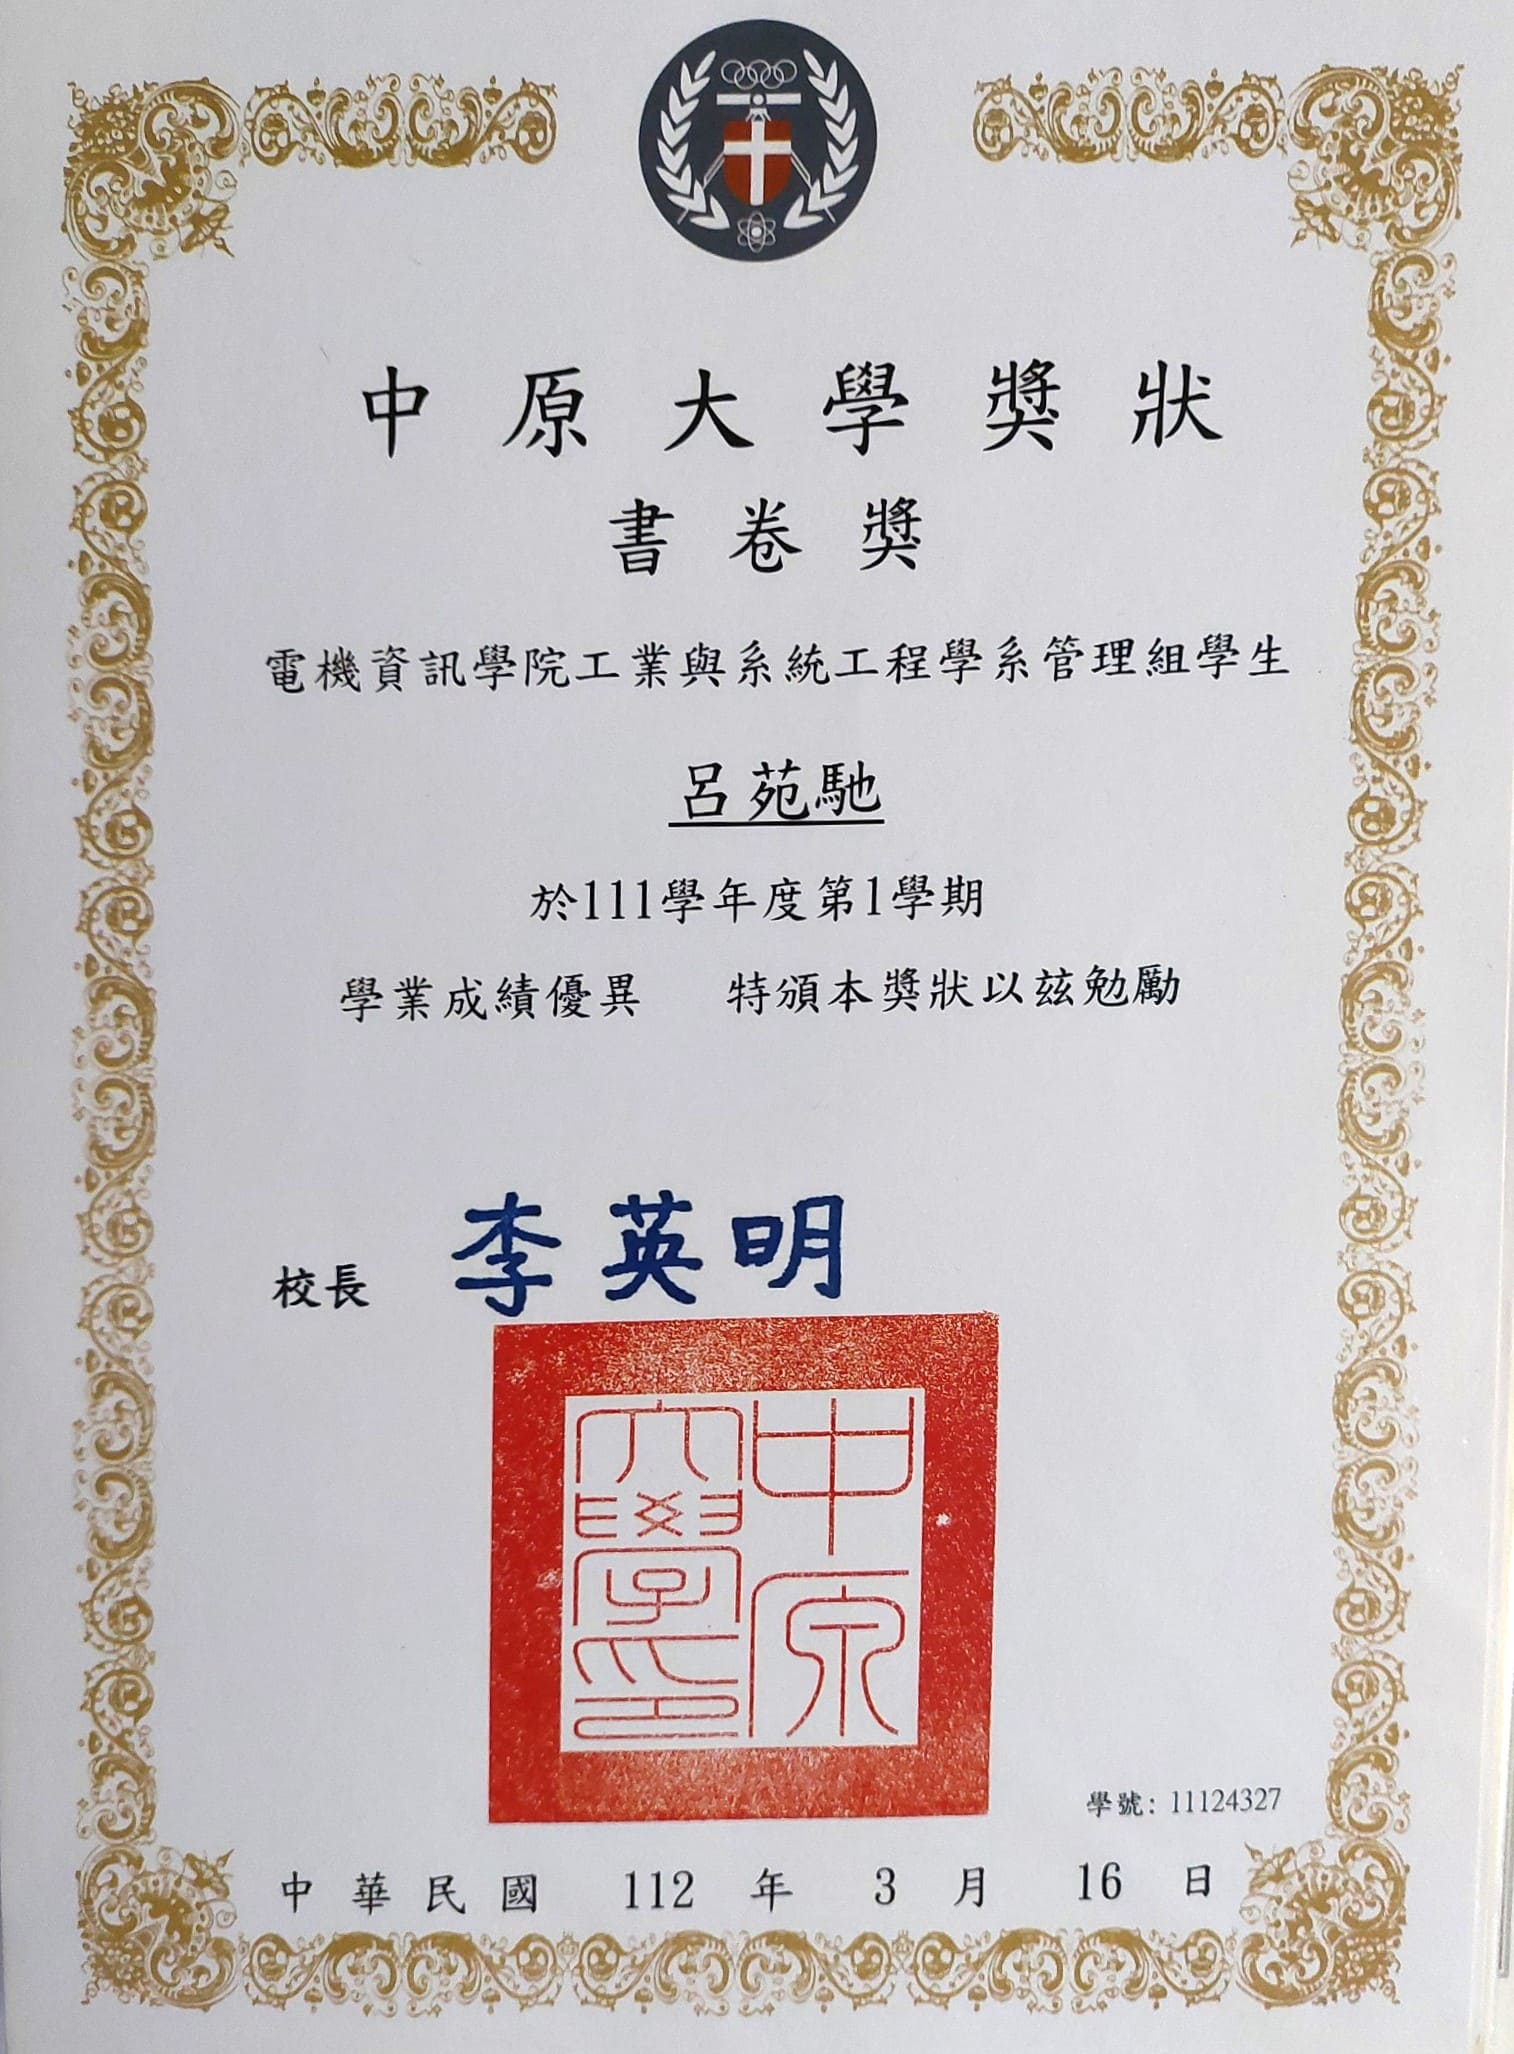 中原大學獎狀
書卷獎
電機資訊學院工業與系統工程學系管理組學生
呂苑馳
於111學年度第1學期
學業成績優異 特頒本獎狀以茲勉勵
校長 李英明
中原
大學印
學號：11124327
中華民國 112 年 3 月 16 日